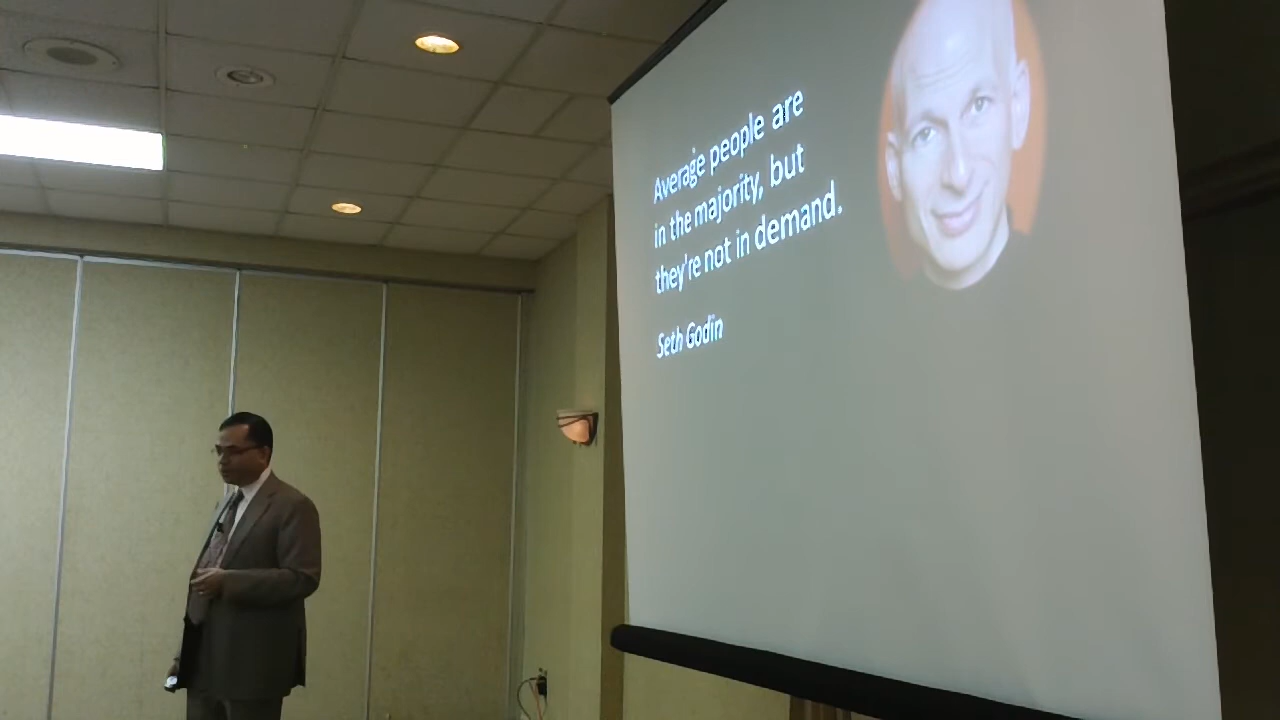 Average people are
in the majority, but
they're not in demand.
Seth Godin